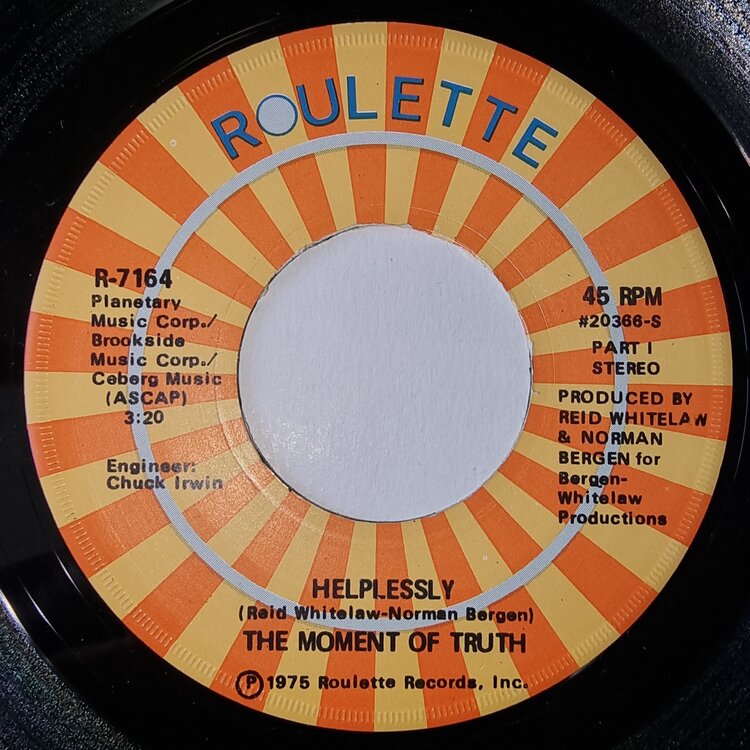 ROULETTE
R-7164
Planetary
Music Corp./
Brookside
Music Corp./
Ceberg Music
(ASCAP)
3:20
Engineer:
Chuck Irwin
45 RPM
#20366-S
PART I
STEREO
PRODUCED BY
REID WHITELAW
& NORMAN
BERGEN for
Bergen-
Whitelaw
Productions
HELPLESSLY
(Reid Whitelaw-Norman Bergen)
THE MOMENT OF TRUTH
Ⓟ1975 Roulette Records, Inc.